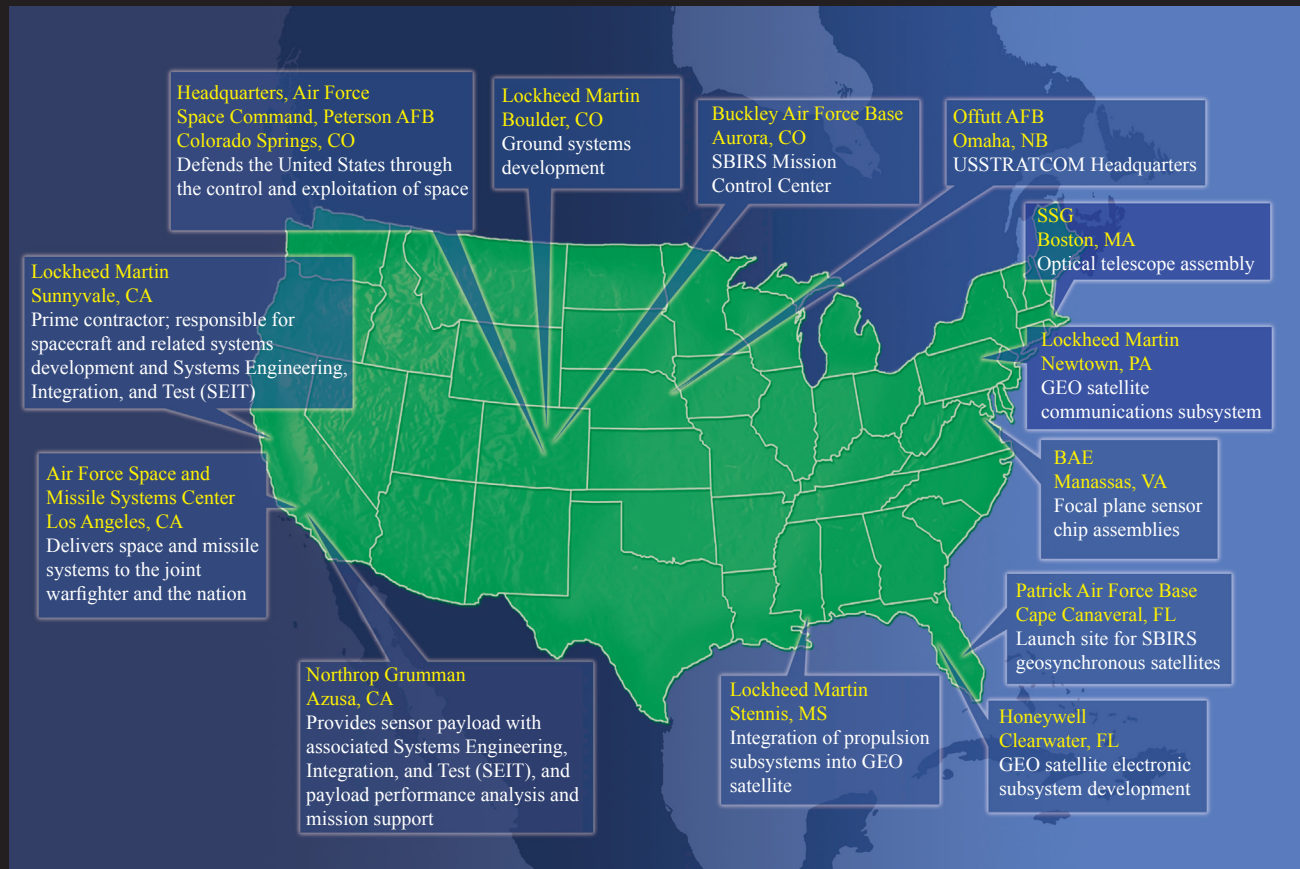 Headquarters, Air Force
Space Command, Peterson AFB
Colorado Springs, CO
Defends the United States through
the control and exploitation of space
Lockheed Martin
Boulder, CO
Ground systems
development
Buckley Air Force Base
Aurora, CO
SBIRS Mission
Control Center
Offutt AFB
Omaha, NB
USSTRATCOM Headquarters
SSG
Boston, MA
Optical telescope assembly
Lockheed Martin
Sunnyvale, CA
Prime contractor; responsible for
spacecraft and related systems
development and Systems Engineering,
Integration, and Test (SEIT)
Lockheed Martin
Newtown, PA
GEO satellite
communications subsystem
Air Force Space and
Missile Systems Center
Los Angeles, CA
Delivers space and missile
systems to the joint
warfighter and the nation
BAE
Manassas, VA
Focal plane sensor
chip assemblies
Patrick Air Force Base
Cape Canaveral, FL
Launch site for SBIRS
geosynchronous satellites
Northrop Grumman
Azusa, CA
Provides sensor payload with
associated Systems Engineering,
Integration, and Test (SEIT), and
payload performance analysis and
mission support
Lockheed Martin
Stennis, MS
Integration of propulsion
subsystems into GEO
satellite
Honeywell
Clearwater, FL
GEO satellite electronic
subsystem development